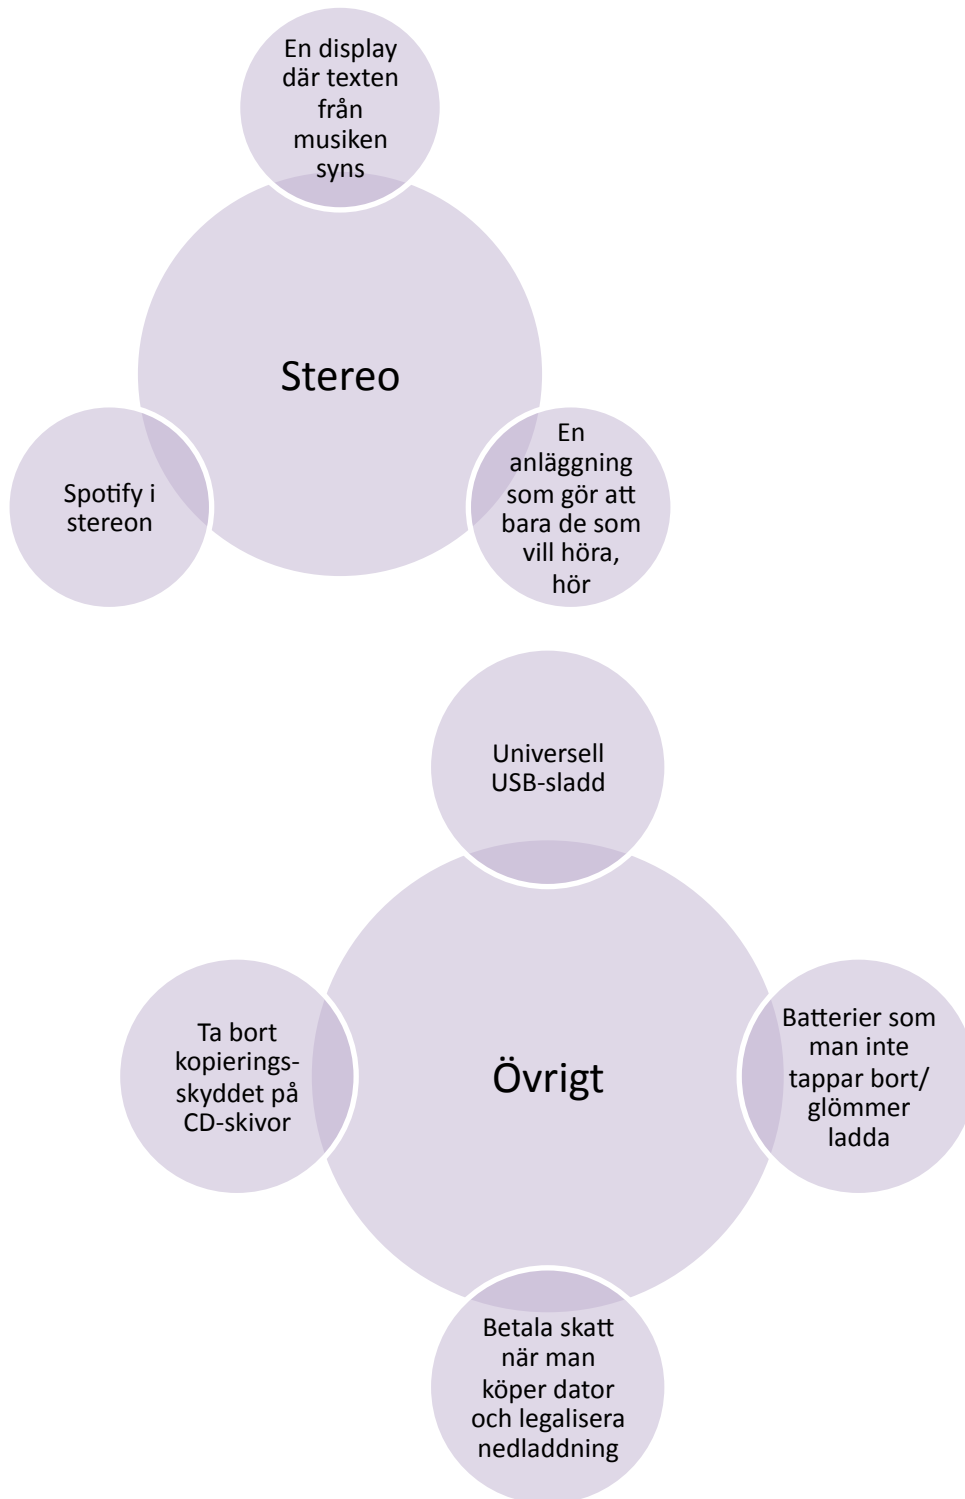 En display
där texten
från
musiken
syns
Stereo
Spotify i
stereon
En
anläggning
som gör att
bara de som
vill höra,
hör
Universell
USB-sladd
Ta bort
kopierings-
skyddet på
CD-skivor
Övrigt
Batterier som
man inte
tappar bort/
glömmer
ladda
Betala skatt
när man
köper dator
och legalisera
nedladdning